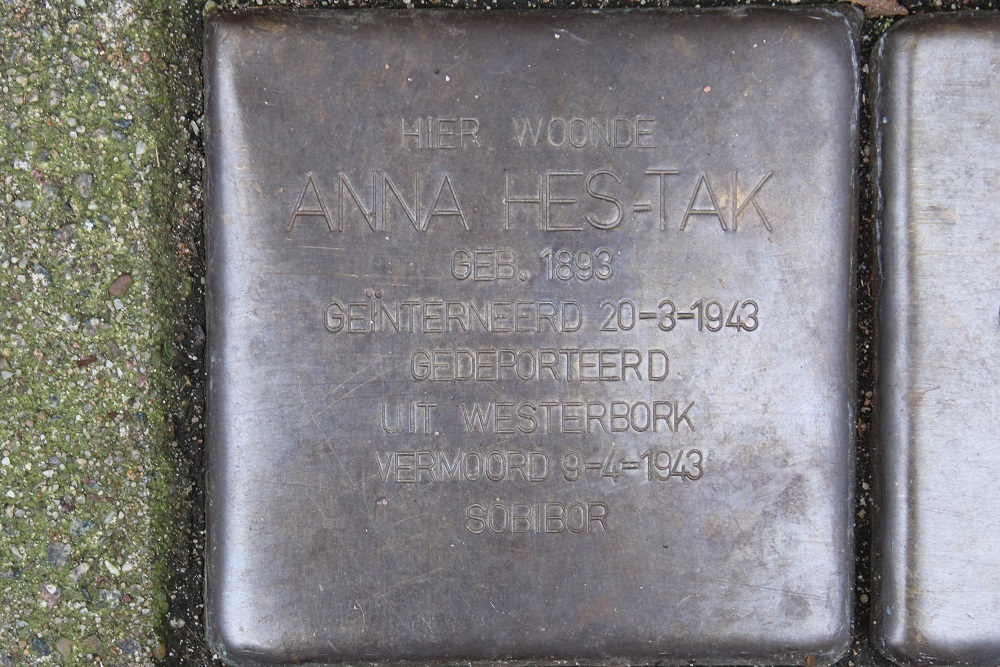 HIER WOONDE
ANNA HES-TAK
GEB. 1893
GEÏNTERNEERD 20-3-1943
GEDEPORTEERD
UIT WESTERBORK
VERMOORD 9-4-1943
SOBIBOR